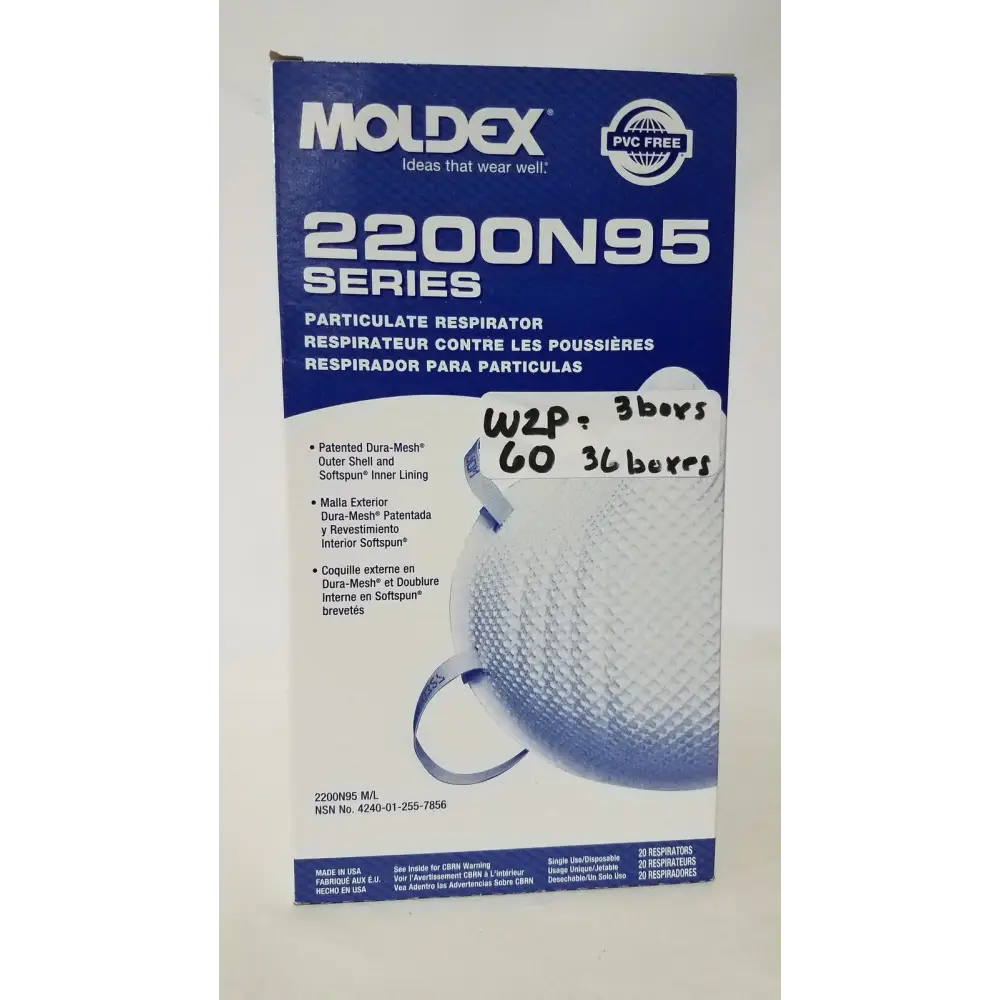 MOLDEX®
Ideas that wear well.®
PVC FREE
2200N95
SERIES
PARTICULATE RESPIRATOR
RESPIRATEUR CONTRE LES POUSSIÈRES
RESPIRADOR PARA PARTICULAS
W2P: 3 boxs
60 36 boxes
• Patented Dura-Mesh®
Outer Shell and
Softspun® Inner Lining
• Malla Exterior
Dura-Mesh® Patentada
y Revestimiento
Interior Softspun®
• Coquille externe en
Dura-Mesh® et Doublure
Interne en Softspun®
brevetés
2200N95 M/L
NSN No. 4240-01-255-7856
MADE IN USA
FABRIQUÉ AUX É.U.
HECHO EN USA
See Inside for CBRN Warning
Voir l'Avertissement CBRN à L'intérieur
Vea Adentro las Advertencias Sobre CBRN
Single Use/Disposable
Usage Unique/Jetable
Desechable/Un Solo Uso
20 RESPIRATORS
20 RESPIRATEURS
20 RESPIRADORES